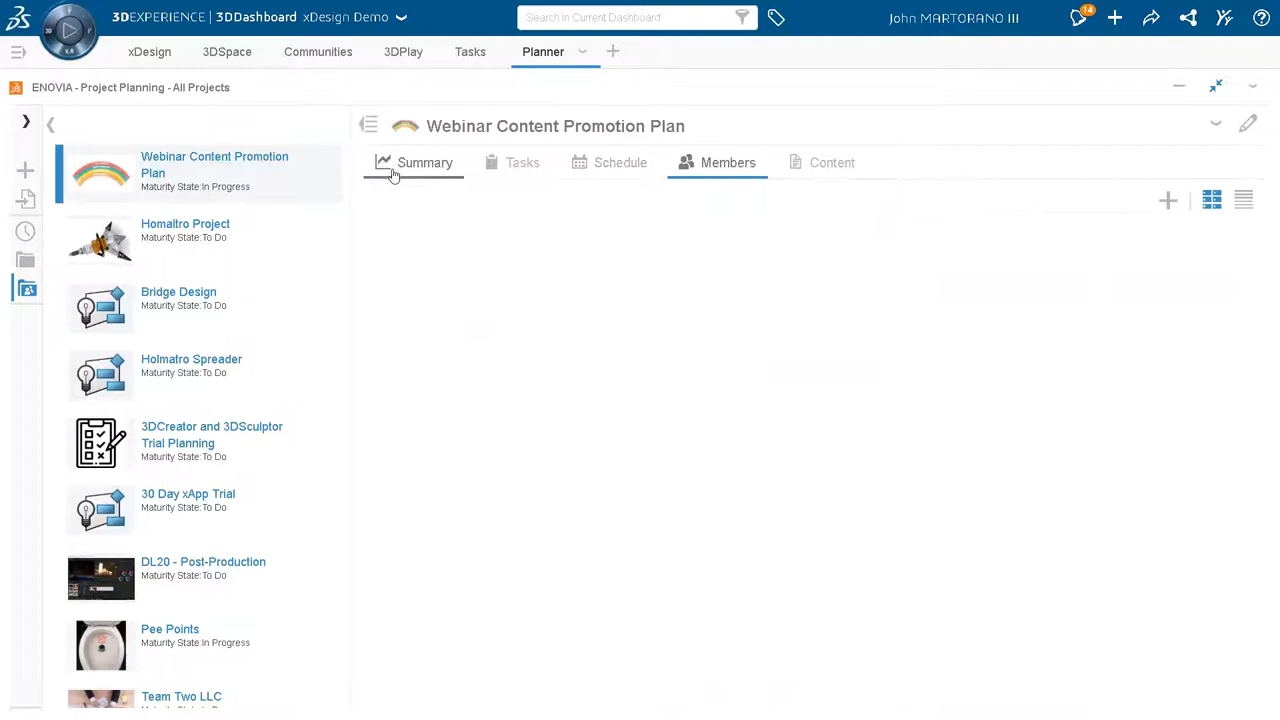 3DEXPERIENCE | 3DDashboard xDesign Demo
Search In Current Dashboard
John MARTORANO III
14
xDesign
3DSpace
Communities
3DPlay
Tasks
Planner
ENOVIA - Project Planning - All Projects
Webinar Content Promotion Plan
Maturity State:In Progress
Homaltro Project
Maturity State:To Do
Bridge Design
Maturity State:To Do
Holmatro Spreader
Maturity State:To Do
3DCreator and 3DSculptor
Trial Planning
Maturity State:To Do
30 Day xApp Trial
Maturity State:To Do
DL20 - Post-Production
Maturity State:To Do
Pee Points
Maturity State:In Progress
Team Two LLC
Webinar Content Promotion Plan
Summary
Tasks
Schedule
Members
Content